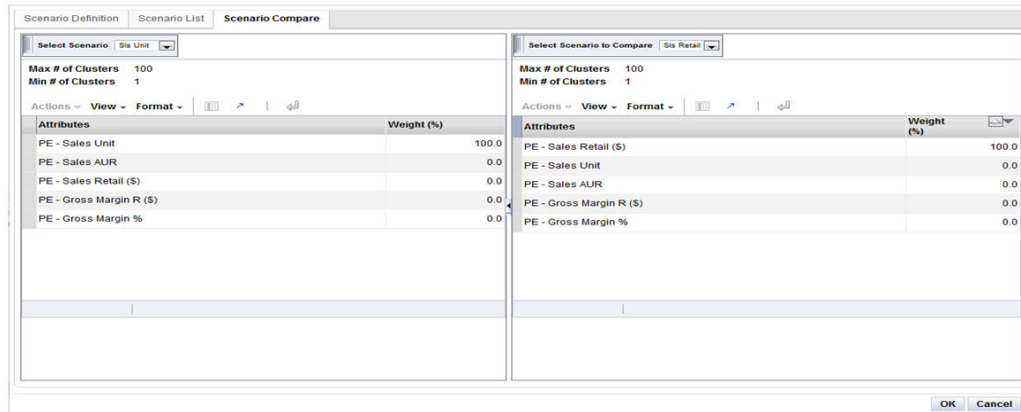 Scenario Definition Scenario List Scenario Compare
Select Scenario Sls Unit
Max # of Clusters 100
Min # of Clusters 1
Actions View Format
Attributes Weight (%)
PE - Sales Unit 100.0
PE - Sales AUR 0.0
PE - Sales Retail ($) 0.0
PE - Gross Margin R ($) 0.0
PE - Gross Margin % 0.0
Select Scenario to Compare Sls Retail
Max # of Clusters 100
Min # of Clusters 1
Actions View Format
Attributes Weight (%)
PE - Sales Retail ($) 100.0
PE - Sales Unit 0.0
PE - Sales AUR 0.0
PE - Gross Margin R ($) 0.0
PE - Gross Margin % 0.0
OK Cancel